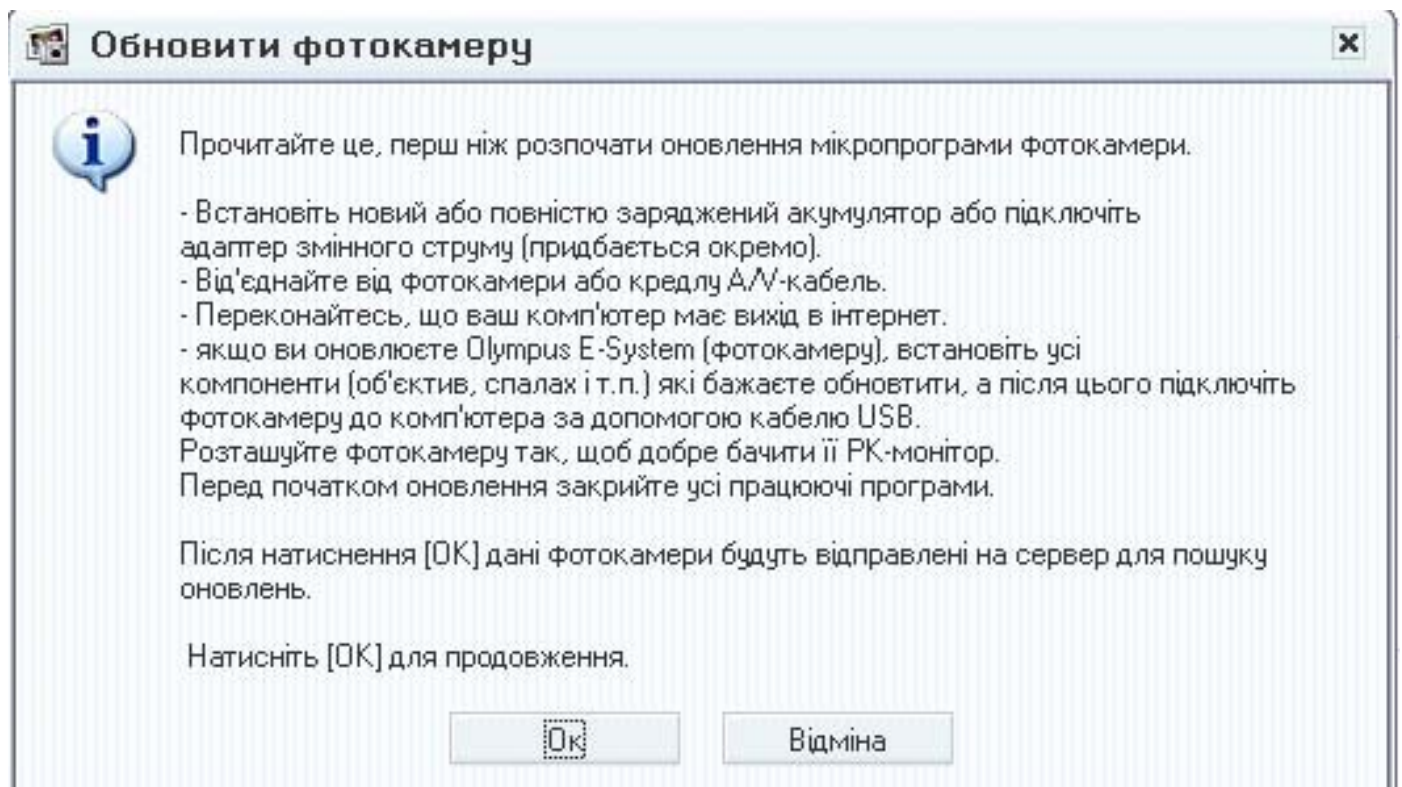 Обновити фотокамеру
Прочитайте це, перш ніж розпочати оновлення мікропрограми фотокамери.
- Встановіть новий або повністю заряджений акумулятор або підключіть
адаптер змінного струму (придбається окремо).
- Від'єднайте від фотокамери або кредлу A/V-кабель.
- Переконайтесь, що ваш комп'ютер має вихід в інтернет.
- якщо ви оновлюєте Olympus E-System (фотокамеру), встановіть усі
компоненти (об'єктив, спалах і т.п.) які бажаєте обновтити, а після цього підключіть
фотокамеру до комп'ютера за допомогою кабелю USB.
Розташуйте фотокамеру так, щоб добре бачити її РК-монітор.
Перед початком оновлення закрийте усі працюючі програми.
Після натиснення [OK] дані фотокамери будуть відправлені на сервер для пошуку
оновлень.
Натисніть [OK] для продовження.
Ок
Відміна